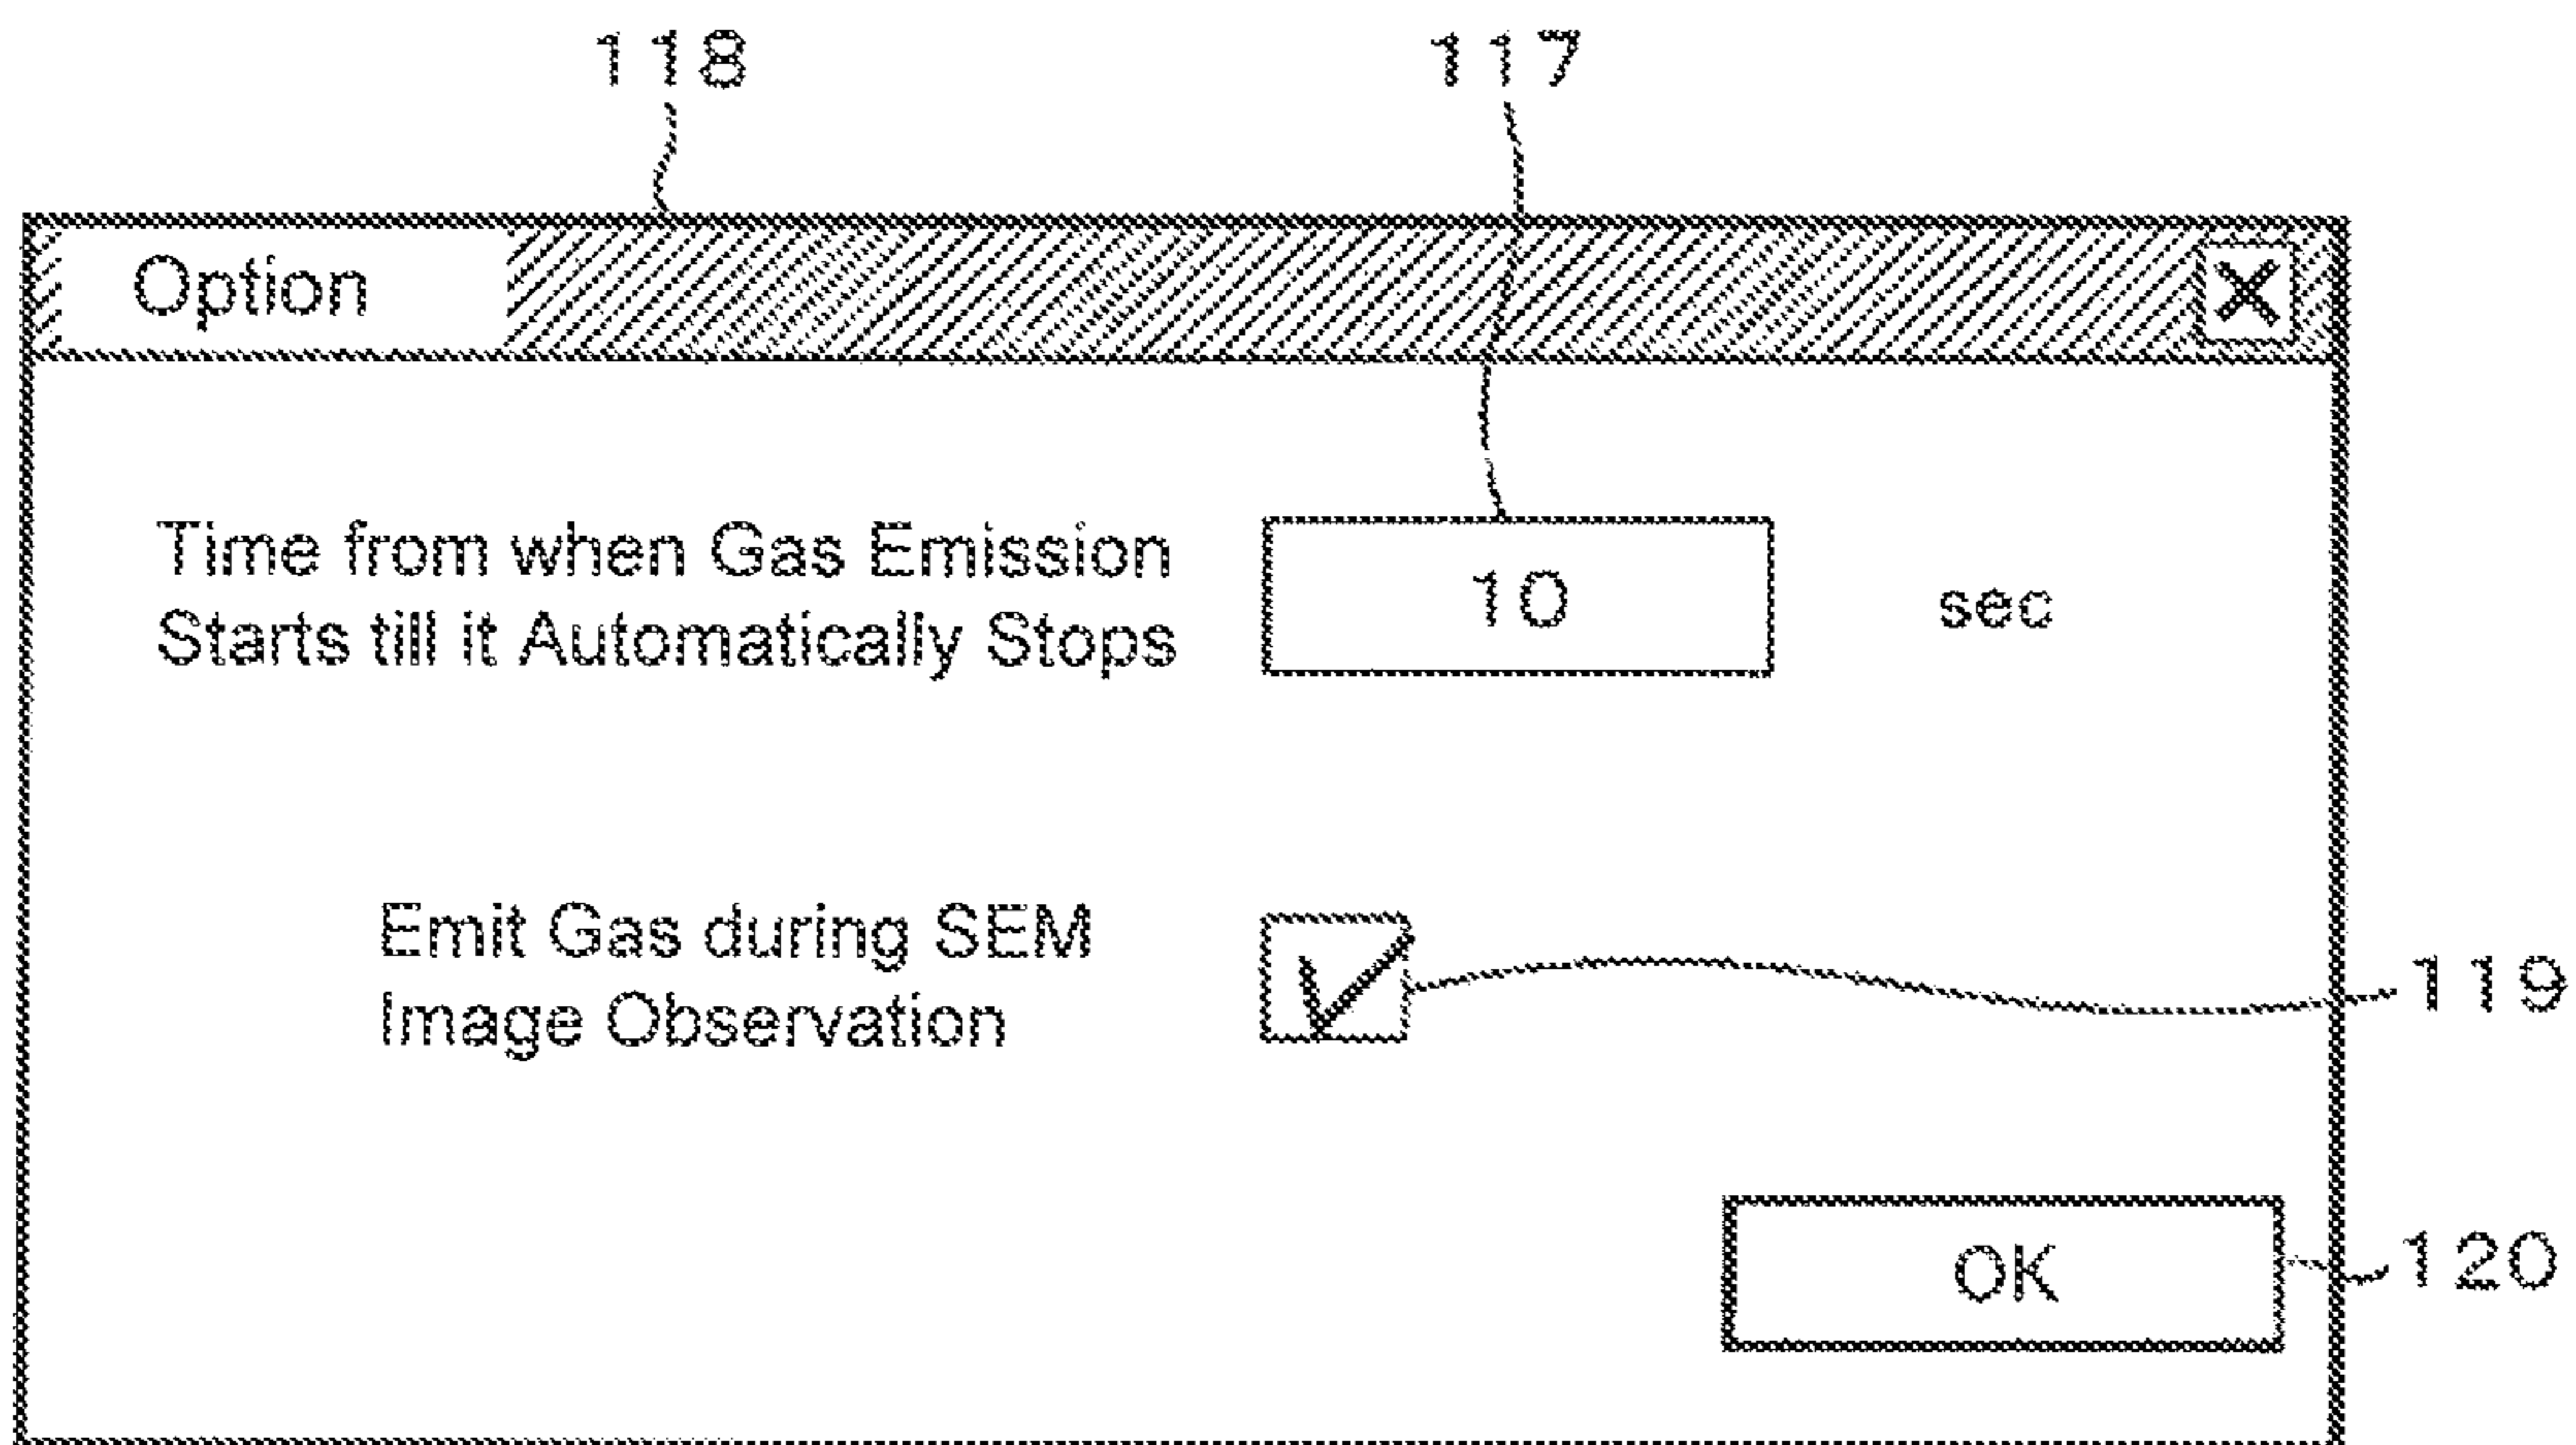 118 117
Option
Time from when Gas Emission
Starts till it Automatically Stops
10 sec
Emit Gas during SEM
Image Observation
119
OK
120